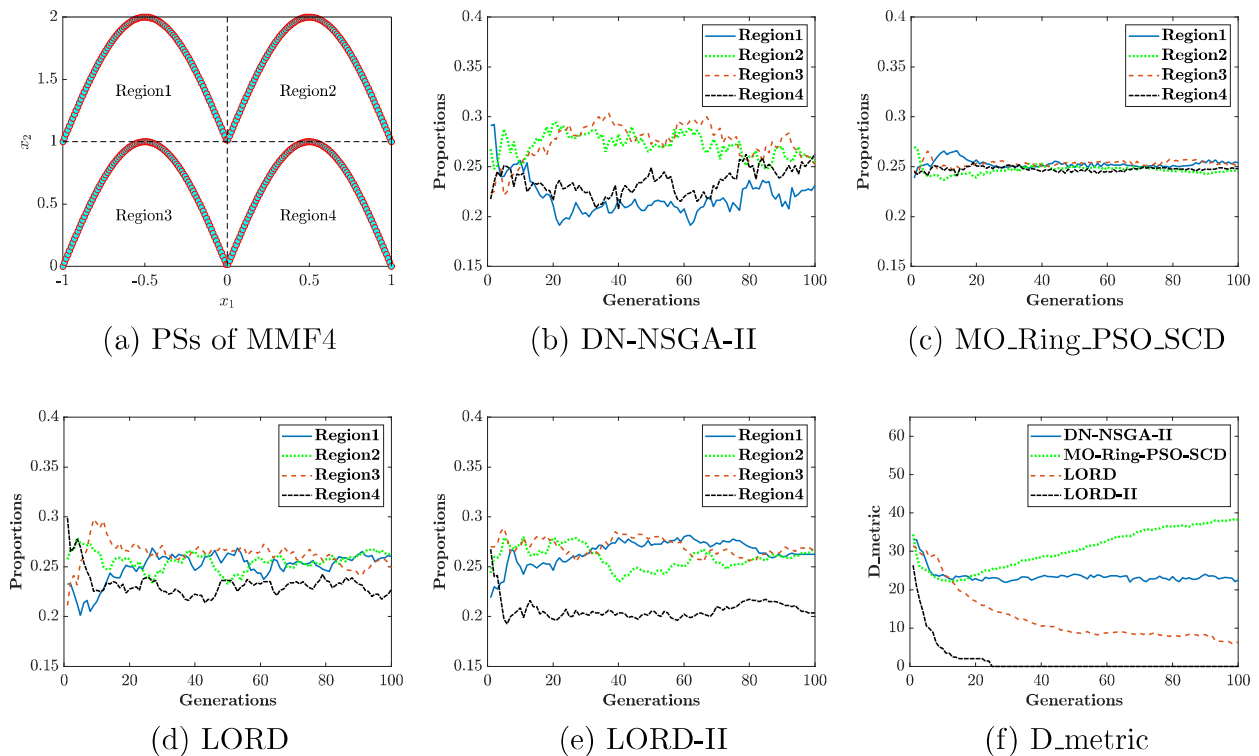 2
1.5
1
0.5
0
-1
-0.5
0
0.5
1
x2
x1
Region1
Region2
Region3
Region4
(a) PSs of MMF4
0.4
0.35
0.3
0.25
0.2
0.15
0
20
40
60
80
100
Proportions
Generations
Region1
Region2
Region3
Region4
(b) DN-NSGA-II
0.4
0.35
0.3
0.25
0.2
0.15
0
20
40
60
80
100
Proportions
Generations
Region1
Region2
Region3
Region4
(c) MO_Ring_PSO_SCD
0.4
0.35
0.3
0.25
0.2
0.15
0
20
40
60
80
100
Proportions
Generations
Region1
Region2
Region3
Region4
(d) LORD
0.4
0.35
0.3
0.25
0.2
0.15
0
20
40
60
80
100
Proportions
Generations
Region1
Region2
Region3
Region4
(e) LORD-II
60
50
40
30
20
10
0
0
20
40
60
80
100
D_metric
Generations
DN-NSGA-II
MO-Ring-PSO-SCD
LORD
LORD-II
(f) D_metric